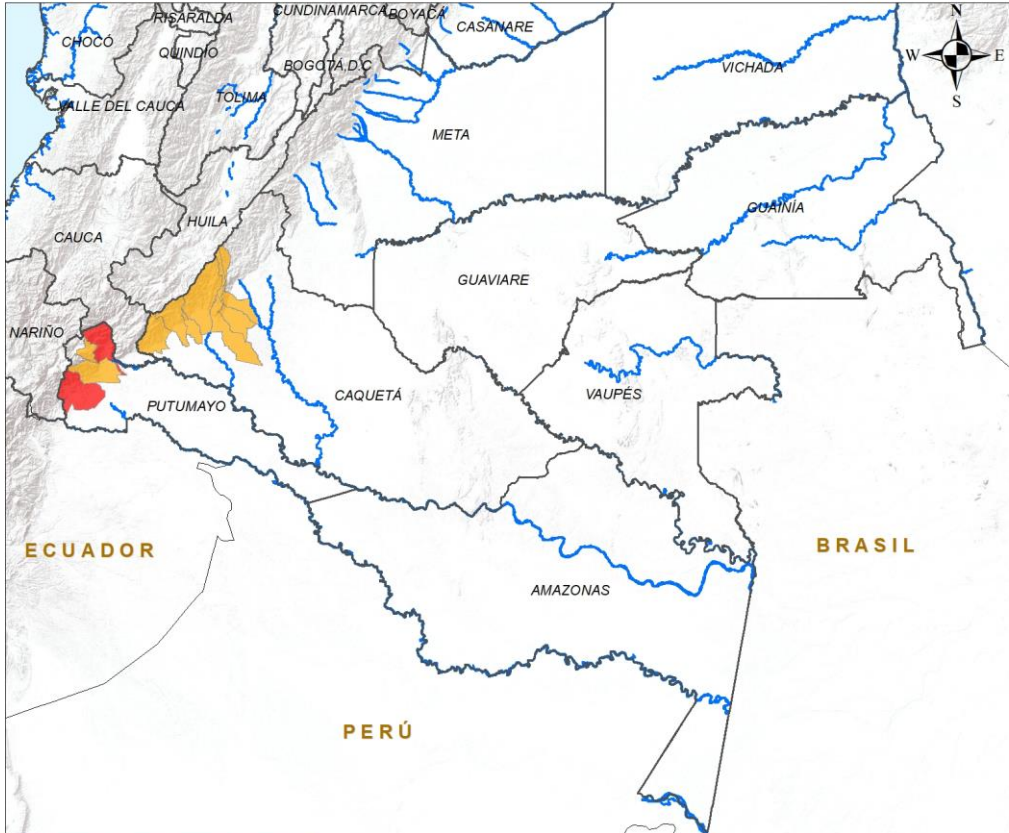 RISARALDA
CUNDINAMARCA
BOYACÁ
CASANARE
N
CHOCÓ
QUINDIO
BOGOTÁ.D.C
W
E
VICHADA
VALLE DEL CAUCA
TOLIMA
S
META
HUILA
GUAINÍA
CAUCA
GUAVIARE
NARIÑO
CAQUETÁ
VAUPÉS
PUTUMAYO
ECUADOR
BRASIL
AMAZONAS
PERÚ